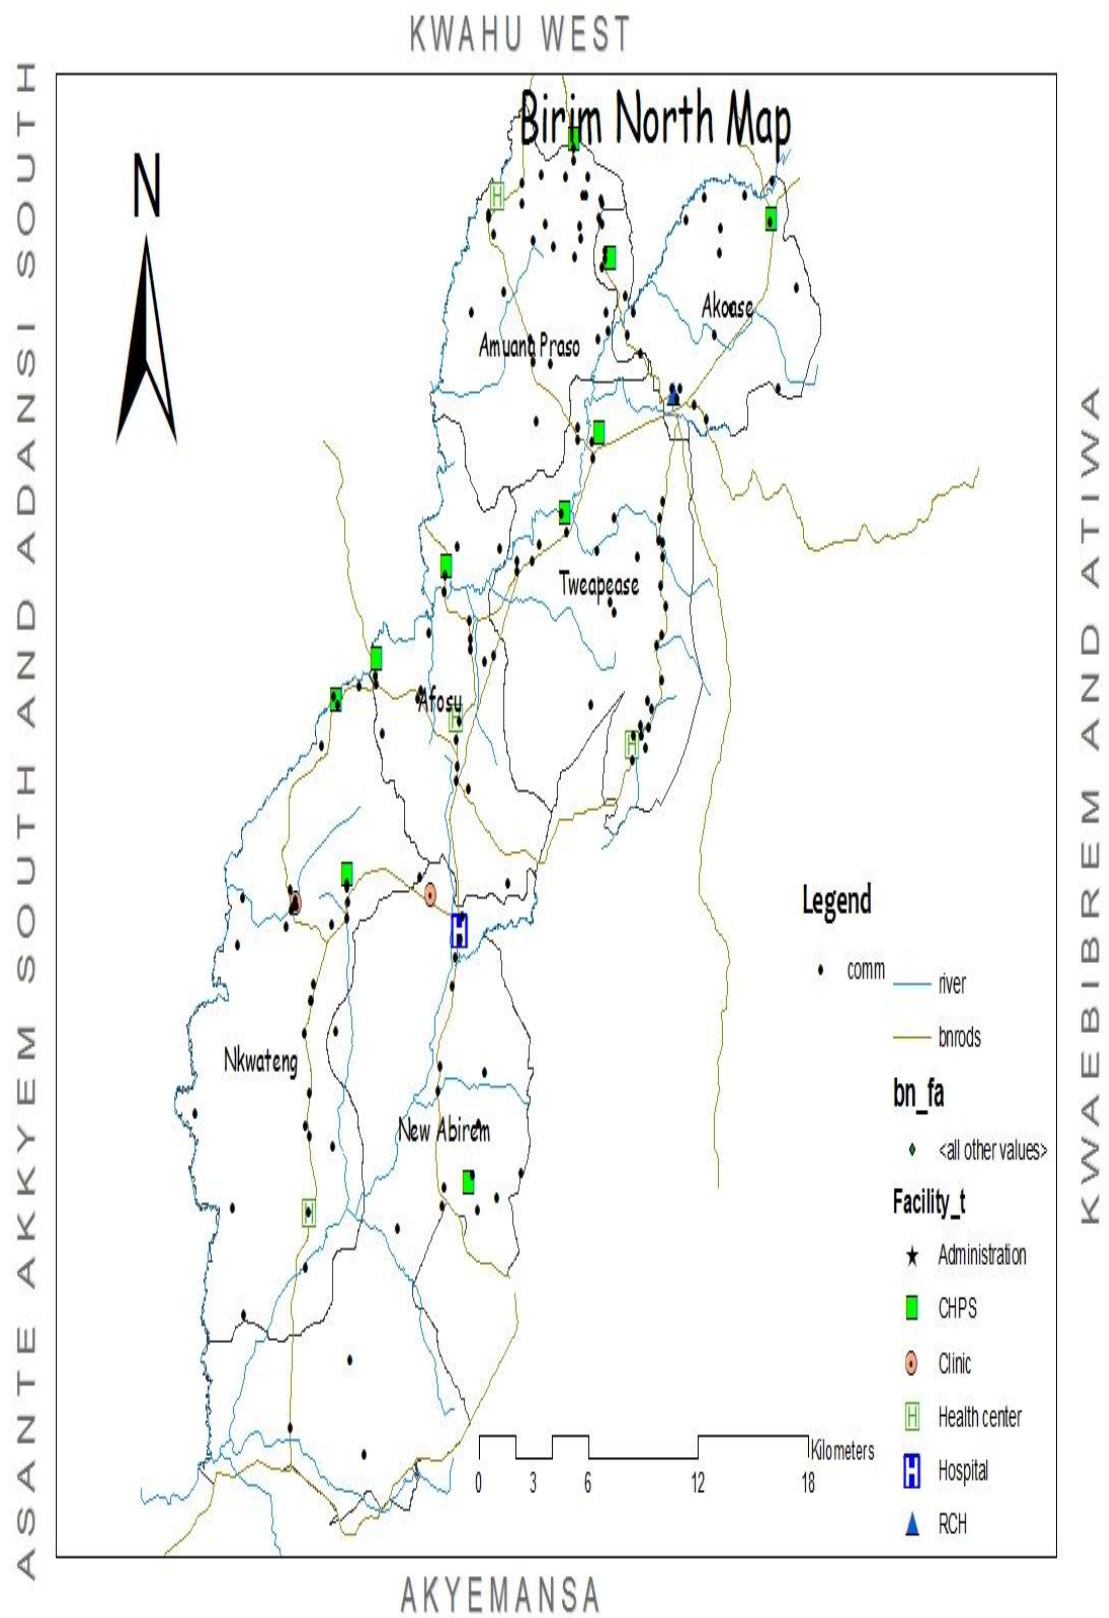 KWAHU WEST
Birim North Map
N
ASANTE AKKYEM SOUTH AND ADANSI SOUTH
KWAEBIBREM AND ATIWA
Akoase
Amuana Praso
Tweapease
Afosu
Nkwateng
New Abirem
Legend
comm
river
bnrods
bn_fa
<all other values>
Facility_t
Administration
CHPS
Clinic
H Health center
H Hospital
RCH
Kilometers
0 3 6 12 18
H
H
H
H
H
AKYEMANSA